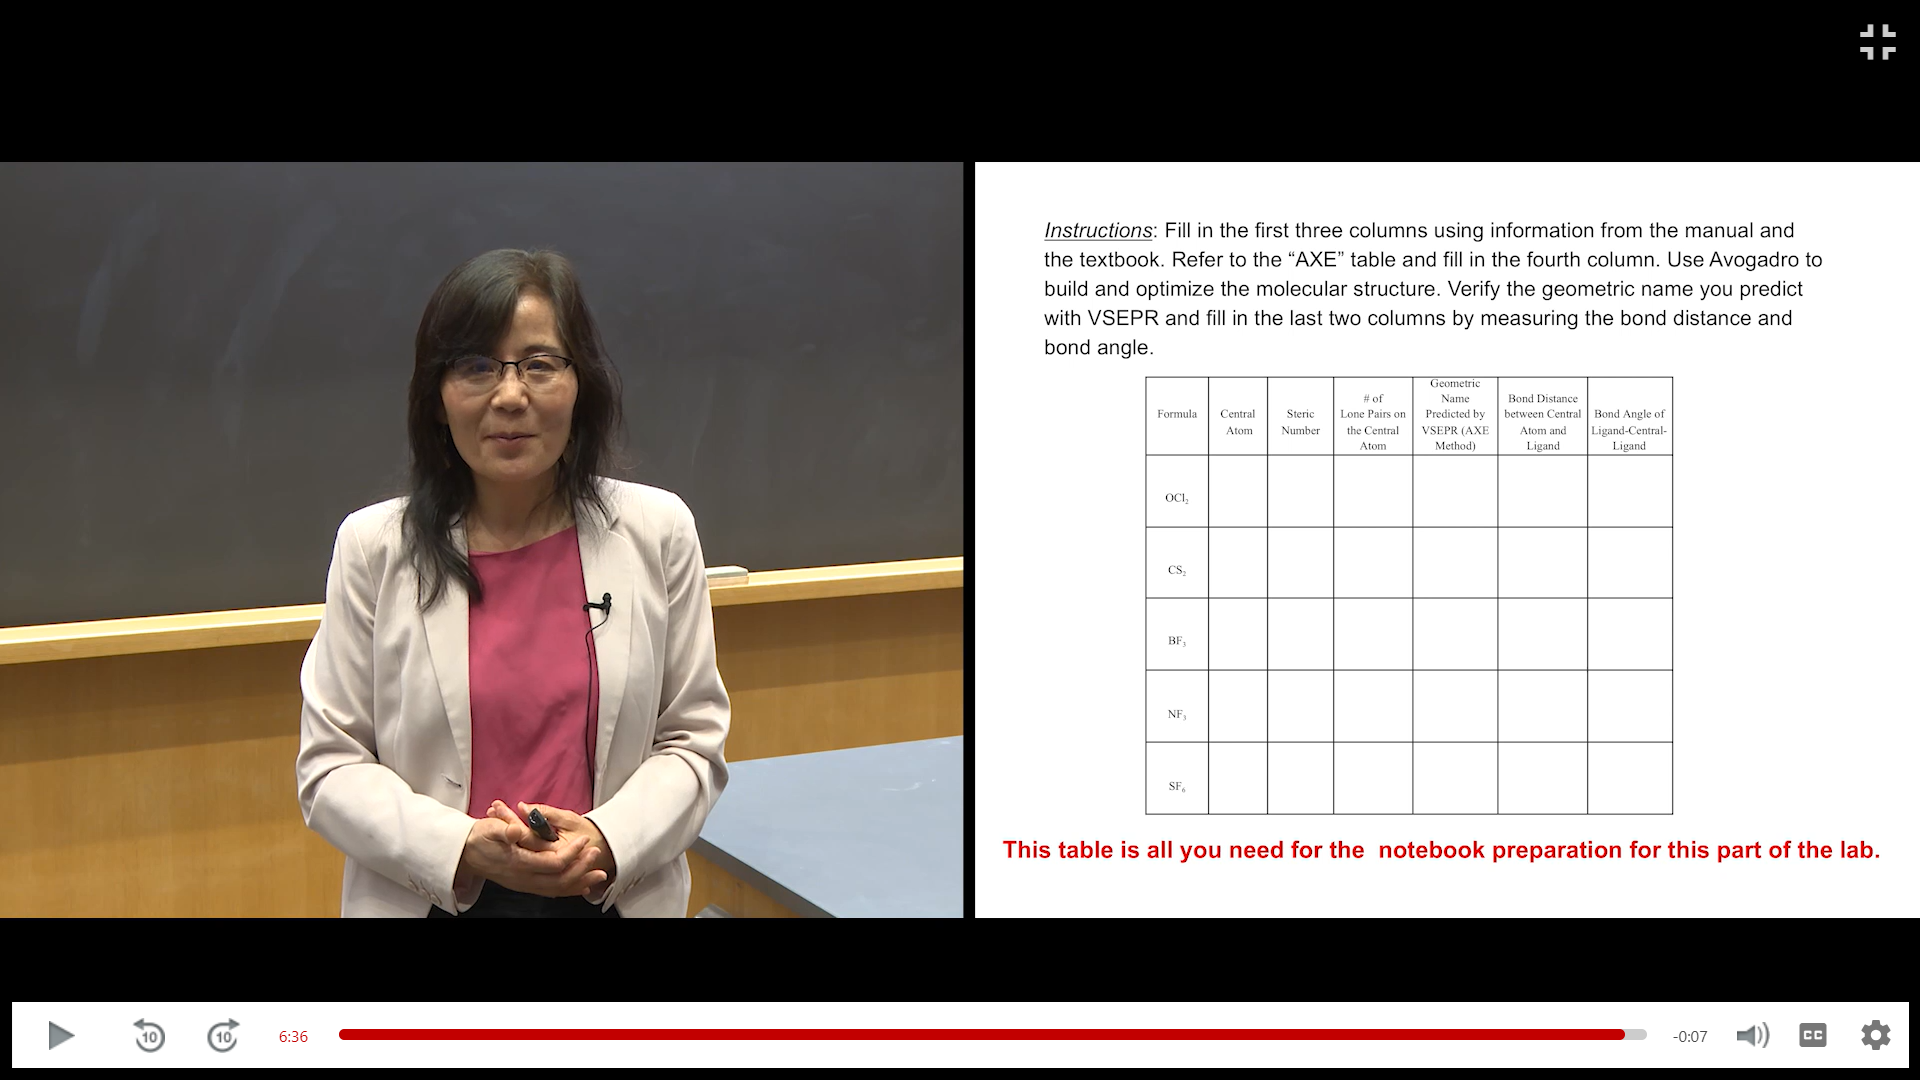 Instructions: Fill in the first three columns using information from the manual and
the textbook. Refer to the “AXE” table and fill in the fourth column. Use Avogadro to
build and optimize the molecular structure. Verify the geometric name you predict
with VSEPR and fill in the last two columns by measuring the bond distance and
bond angle.
Formula
Central
Atom
Steric
Number
# of
Lone Pairs on
the Central
Atom
Geometric
Name
Predicted by
VSEPR (AXE
Method)
Bond Distance
between Central
Atom and
Ligand
Bond Angle of
Ligand-Central-
Ligand
OCl₂
CS₂
BF₃
NF₃
SF₆
This table is all you need for the  notebook preparation for this part of the lab.
10
10
6:36
-0:07
CC